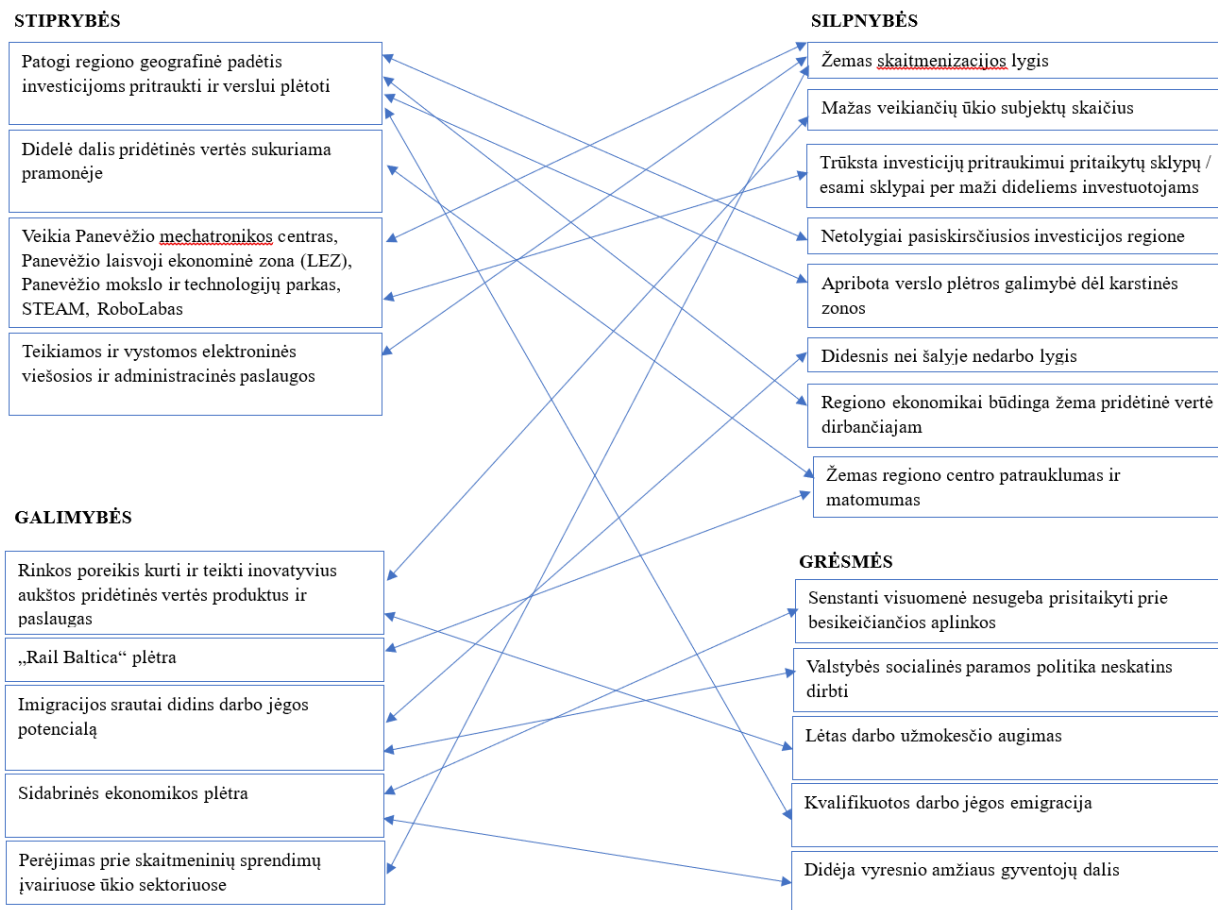 STIPRYBĖS
Patogi regiono geografinė padėtis
investicijoms pritraukti ir verslui plėtoti
Didelė dalis pridėtinės vertės sukuriama
pramonėje
Veikia Panevėžio mechatronikos centras,
Panevėžio laisvoji ekonominė zona (LEZ),
Panevėžio mokslo ir technologijų parkas,
STEAM, RoboLabas
Teikiamos ir vystomos elektroninės
viešosios ir administracinės paslaugos
GALIMYBĖS
Rinkos poreikis kurti ir teikti inovatyvius
aukštos pridėtinės vertės produktus ir
paslaugas
„Rail Baltica“ plėtra
Imigracijos srautai didins darbo jėgos
potencialą
Sidabrinės ekonomikos plėtra
Perėjimas prie skaitmeninių sprendimų
įvairiuose ūkio sektoriuose
SILPNYBĖS
Žemas skaitmenizacijos lygis
Mažas veikiančių ūkio subjektų skaičius
Trūksta investicijų pritraukimui pritaikytų sklypų /
esami sklypai per maži dideliems investuotojams
Netolygiai pasiskirsčiusios investicijos regione
Apribota verslo plėtros galimybė dėl karstinės
zonos
Didesnis nei šalyje nedarbo lygis
Regiono ekonomikai būdinga žema pridėtinė vertė
dirbančiajam
Žemas regiono centro patrauklumas ir
matomumas
GRĖSMĖS
Senstanti visuomenė nesugeba prisitaikyti prie
besikeičiančios aplinkos
Valstybės socialinės paramos politika neskatins
dirbti
Lėtas darbo užmokesčio augimas
Kvalifikuotos darbo jėgos emigracija
Didėja vyresnio amžiaus gyventojų dalis